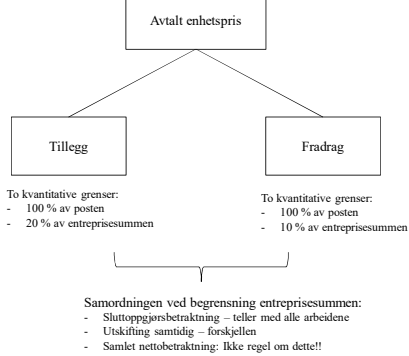 Avtalt enhetspris
Tillegg
Fradrag
To kvantitative grenser:
- 100 % av posten
- 20 % av entreprisesummen
To kvantitative grenser:
- 100 % av posten
- 10 % av entreprisesummen
Samordningen ved begrensning entreprisesummen:
- Sluttoppgjørsbetraktning – teller med alle arbeidene
- Utskifting samtidig – forskjellen
- Samlet nettobetraktning: Ikke regel om dette!!